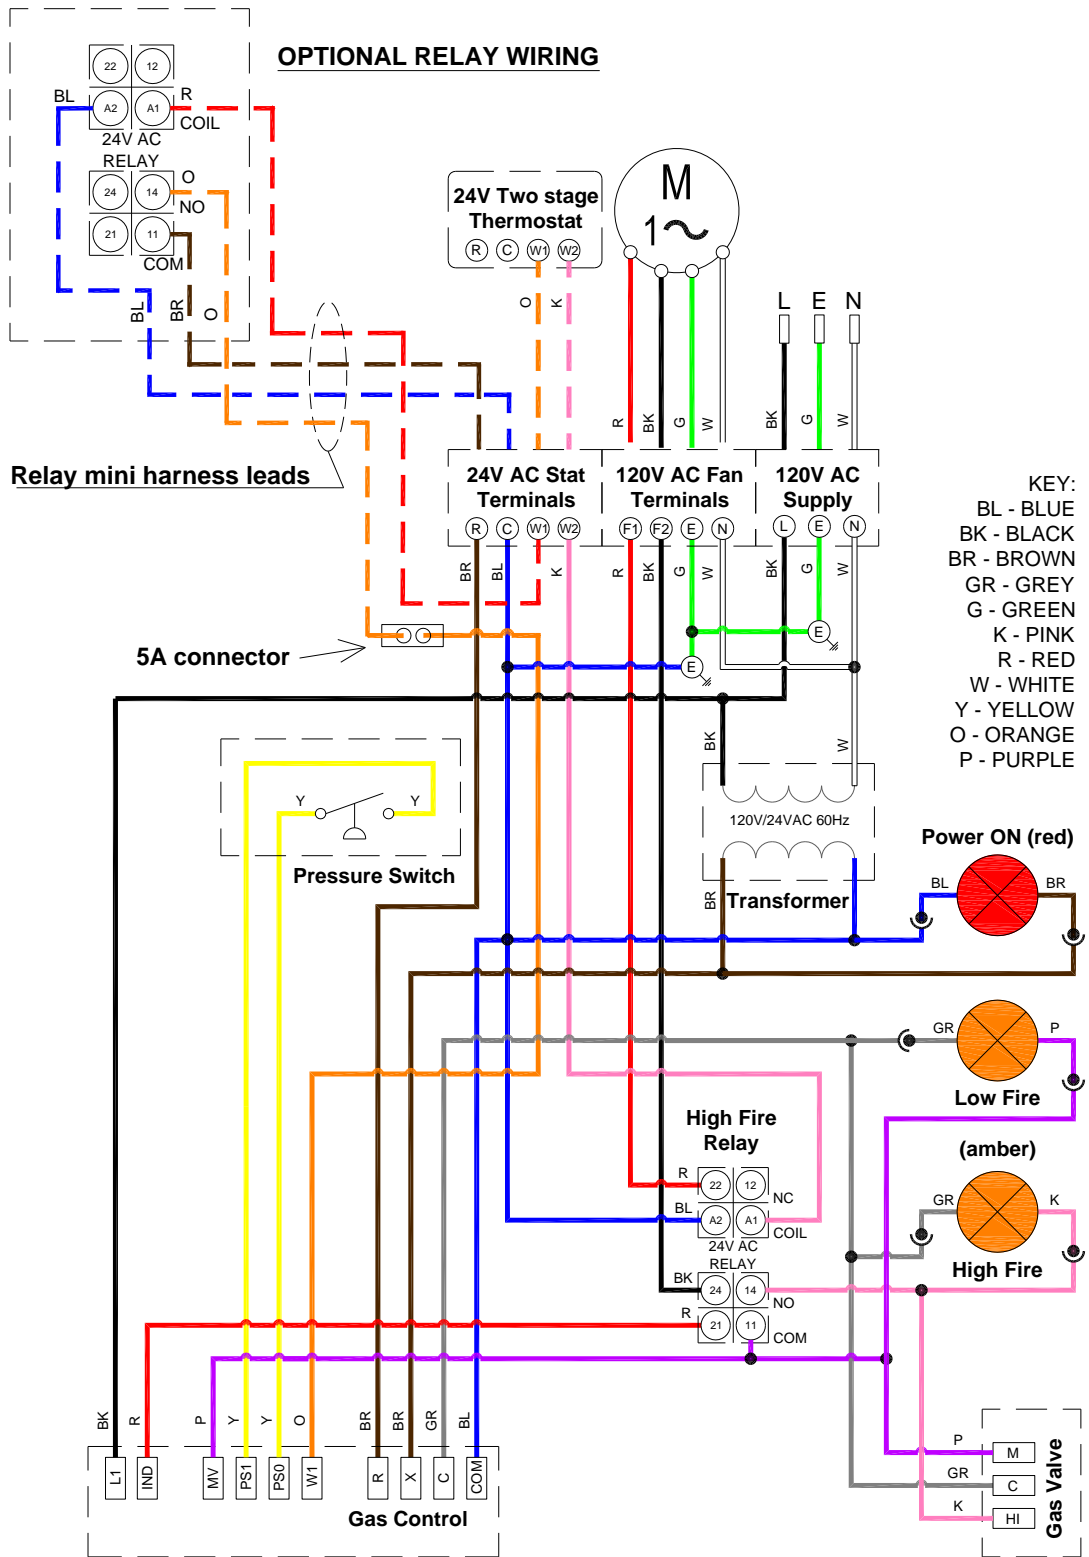 OPTIONAL RELAY WIRING
22 12
BL A2 A1 R
COIL
24V AC
RELAY
24 14 O
NO
21 11
COM
BL BR O
Relay mini harness leads
24V Two stage
Thermostat
R C W1 W2
O K
M
1
L E N
R BK G W BK G W
24V AC Stat
Terminals
R C W1 W2
120V AC Fan
Terminals
F1 F2 E N
120V AC
Supply
L E N
BR BL K R BK G W BK G W
KEY:
BL - BLUE
BK - BLACK
BR - BROWN
GR - GREY
G - GREEN
K - PINK
R - RED
W - WHITE
Y - YELLOW
O - ORANGE
P - PURPLE
5A connector
E
E
BK W
Y Y
Pressure Switch
120V/24VAC 60Hz
BR Transformer
Power ON (red)
BL BR
GR P
Low Fire
(amber)
GR K
High Fire
High Fire
Relay
R 22 12
NC
BL A2 A1
COIL
24V AC
RELAY
BK 24 14
NO
R 21 11
COM
BK R P Y Y O BR BR GR BL
L1 IND MV PS1 PS0 W1 R X C COM
Gas Control
P M
GR C
K HI
Gas Valve